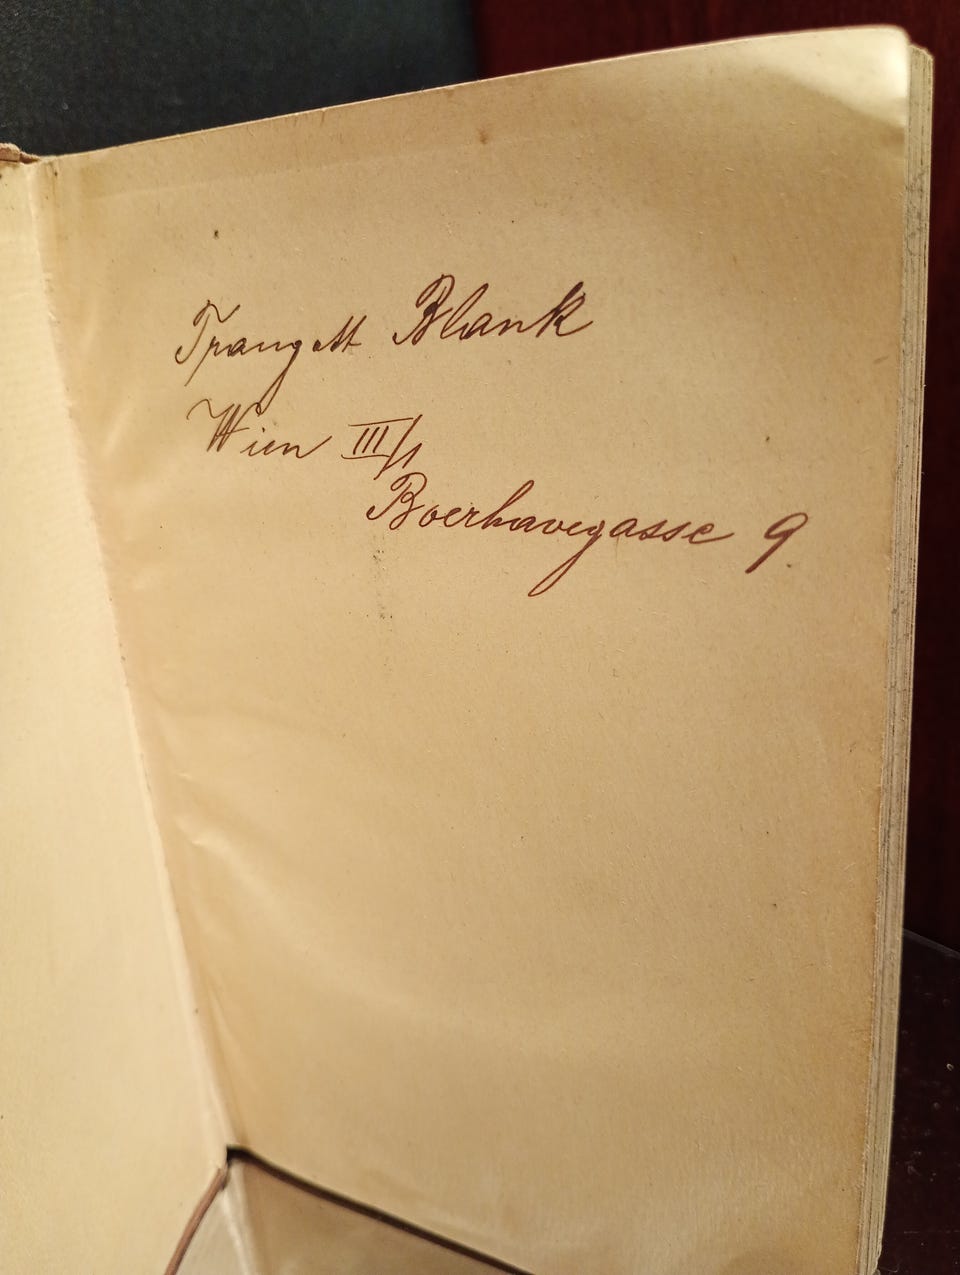 Traugott Blank
Wien III/1
Boerhavegasse 9